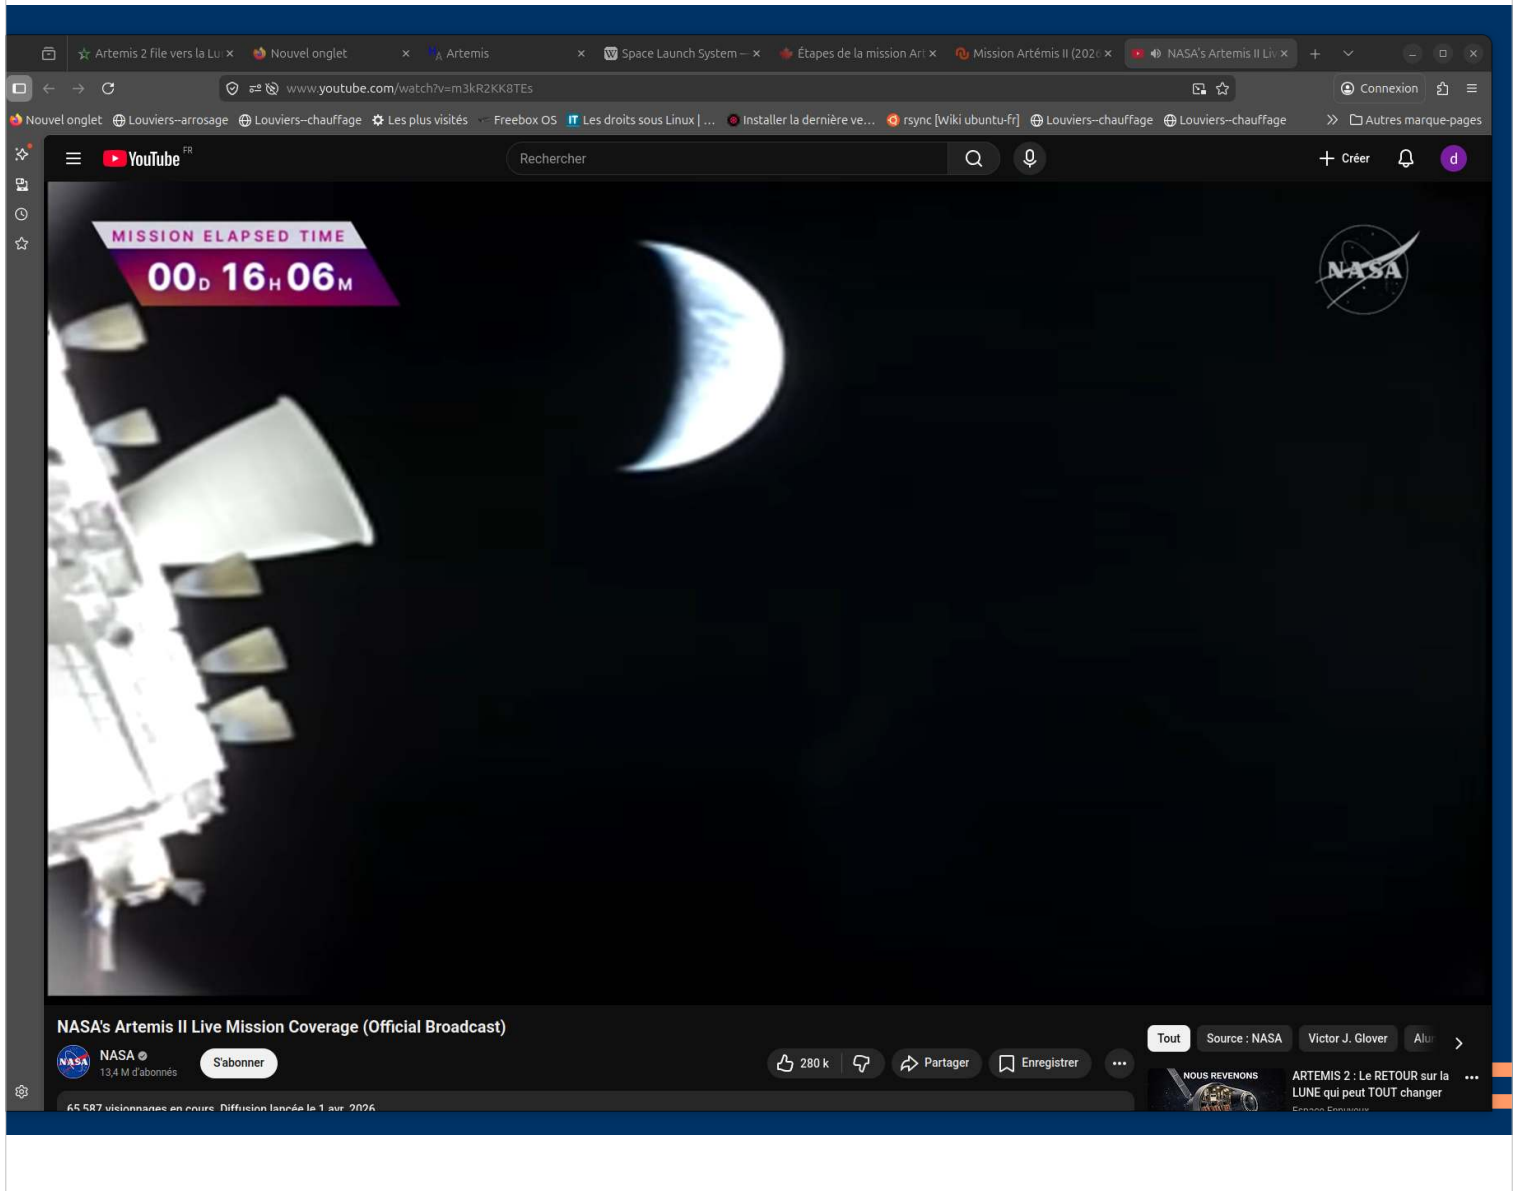 Artemis 2 file vers la Lu
Nouvel onglet
Artemis
Space Launch System —
Étapes de la mission Art
Mission Artémis II (2026
NASA's Artemis II Liv
www.youtube.com/watch?v=m3kR2KK8TEs
Connexion
Nouvel onglet
Louviers--arrosage
Louviers--chauffage
Les plus visités
Freebox OS
Les droits sous Linux | ...
Installer la dernière ve...
rsync [Wiki ubuntu-fr]
Louviers--chauffage
Louviers--chauffage
Autres marque-pages
YouTube FR
Rechercher
Créer
d
MISSION ELAPSED TIME
00D 16H 06M
NASA
NASA's Artemis II Live Mission Coverage (Official Broadcast)
NASA
13,4 M d'abonnés
S'abonner
280 k
Partager
Enregistrer
65 587 visionnages en cours Diffusion lancée le 1 avr. 2026
Tout
Source : NASA
Victor J. Glover
NOUS REVENONS
ARTEMIS 2 : Le RETOUR sur la
LUNE qui peut TOUT changer